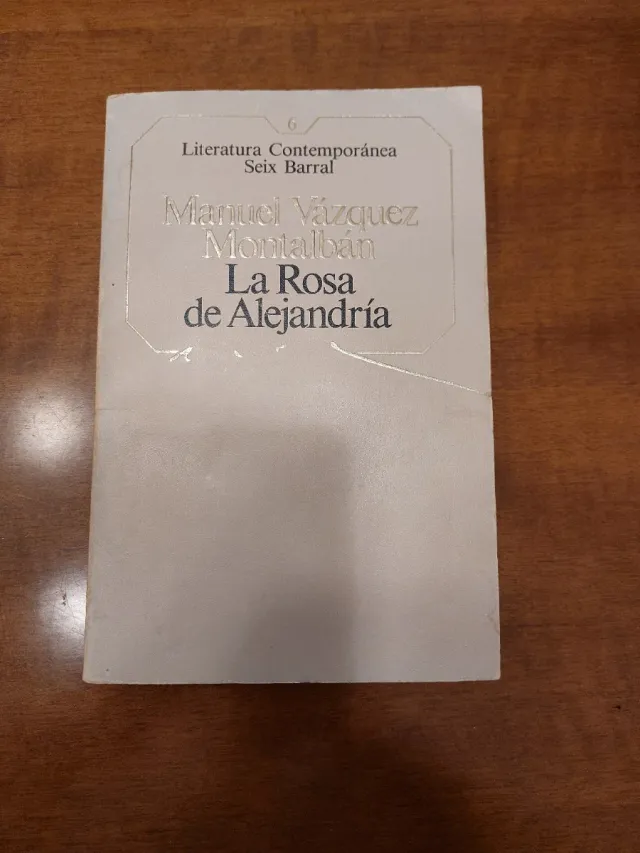 6
Literatura Contemporánea
Seix Barral
Manuel Vázquez
Montalbán
La Rosa
de Alejandría